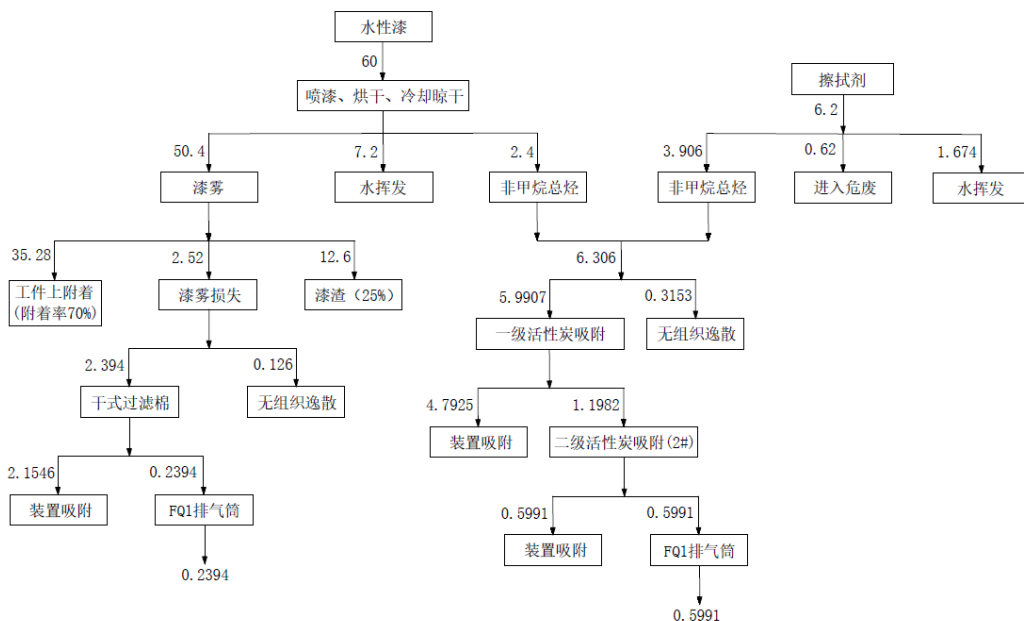 水性漆
60
喷漆、烘干、冷却晾干
擦拭剂
6.2
50.4
7.2
2.4
3.906
0.62
1.674
漆雾
水挥发
非甲烷总烃
非甲烷总烃
进入危废
水挥发
35.28
2.52
12.6
6.306
工件上附着
(附着率70%)
漆雾损失
漆渣（25%）
5.9907
0.3153
一级活性炭吸附
无组织逸散
2.394
0.126
干式过滤棉
无组织逸散
4.7925
1.1982
装置吸附
二级活性炭吸附(2#)
2.1546
0.2394
装置吸附
FQ1排气筒
0.5991
0.5991
装置吸附
FQ1排气筒
0.2394
0.5991